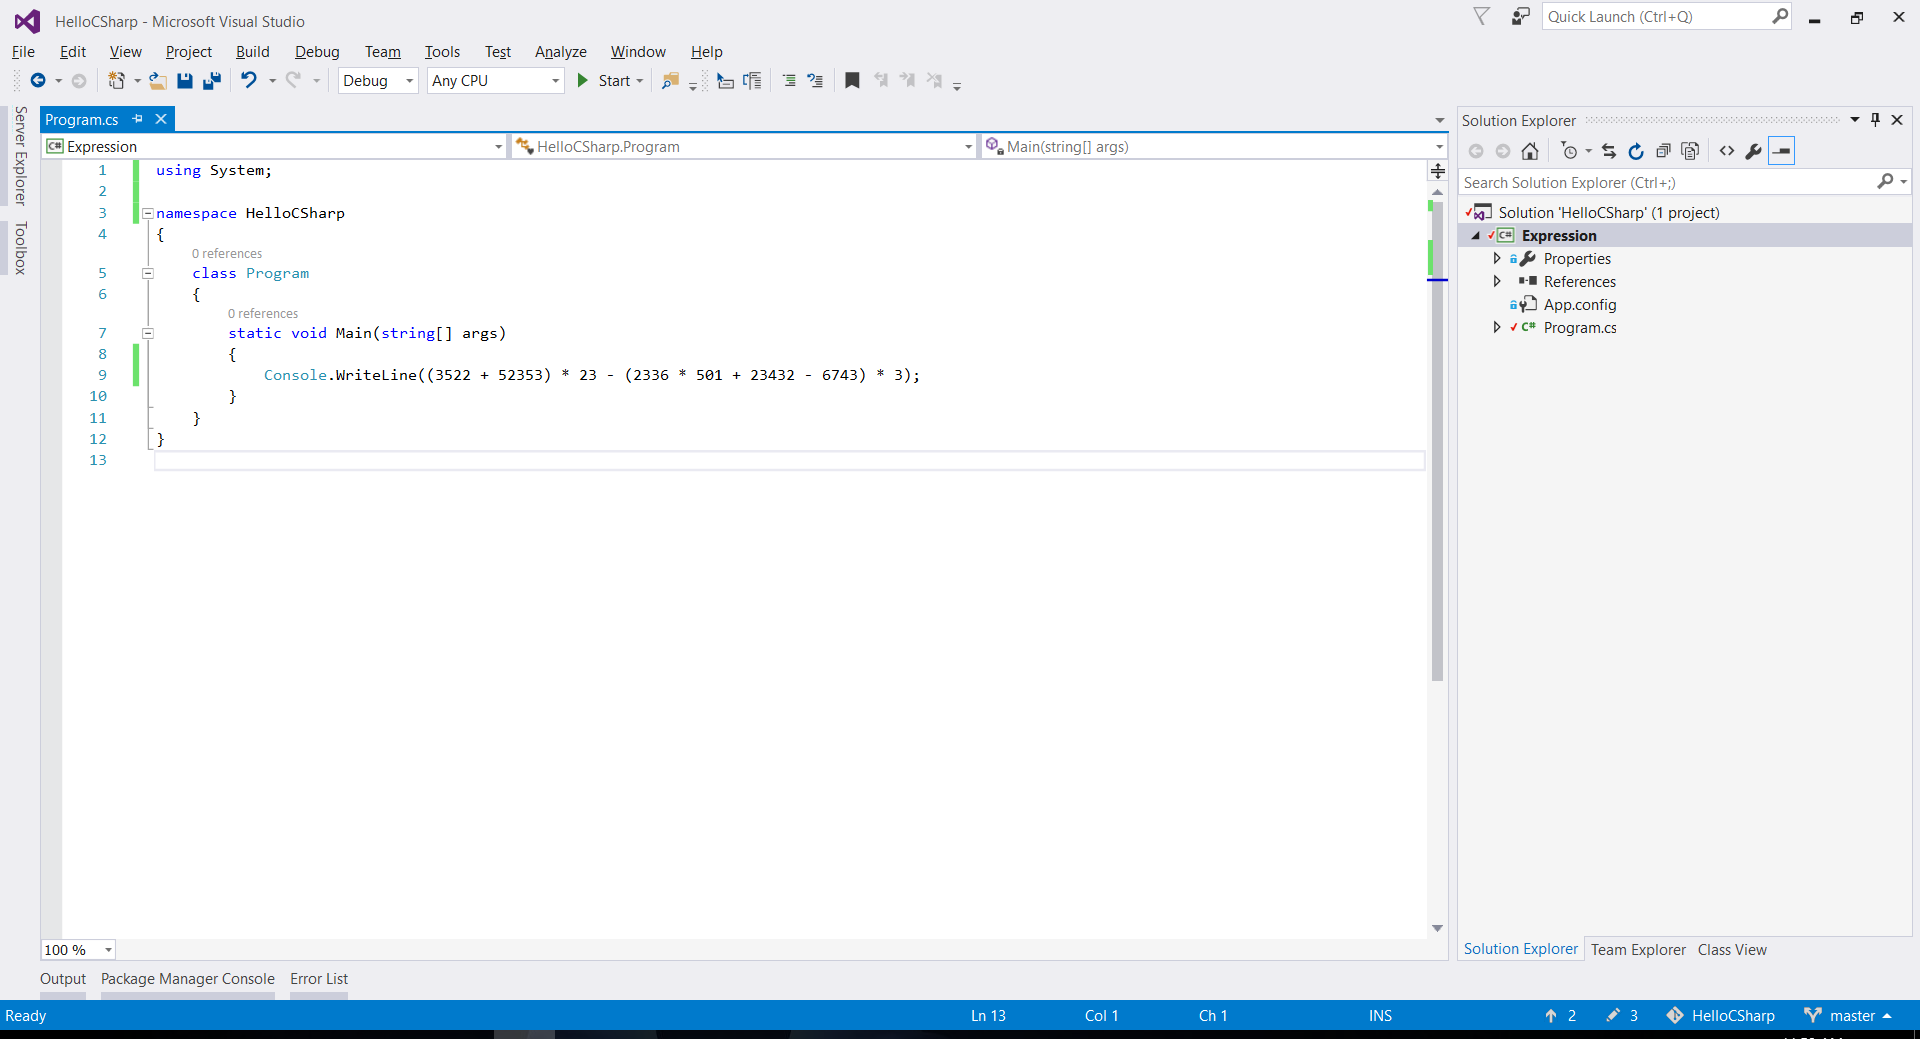 HelloCSharp - Microsoft Visual Studio
Quick Launch (Ctrl+Q)
File Edit View Project Build Debug Team Tools Test Analyze Window Help
Debug Any CPU Start
Server Explorer
Toolbox
Program.cs
C# Expression HelloCSharp.Program Main(string[] args)
1 using System;
2
3 namespace HelloCSharp
4 {
0 references
5 class Program
6 {
0 references
7 static void Main(string[] args)
8 {
9 Console.WriteLine((3522 + 52353) * 23 - (2336 * 501 + 23432 - 6743) * 3);
10 }
11 }
12 }
13
100 %
Solution Explorer
Search Solution Explorer (Ctrl+;)
Solution 'HelloCSharp' (1 project)
C# Expression
Properties
References
App.config
C# Program.cs
Solution Explorer Team Explorer Class View
Output Package Manager Console Error List
Ready Ln 13 Col 1 Ch 1 INS 2 3 HelloCSharp master